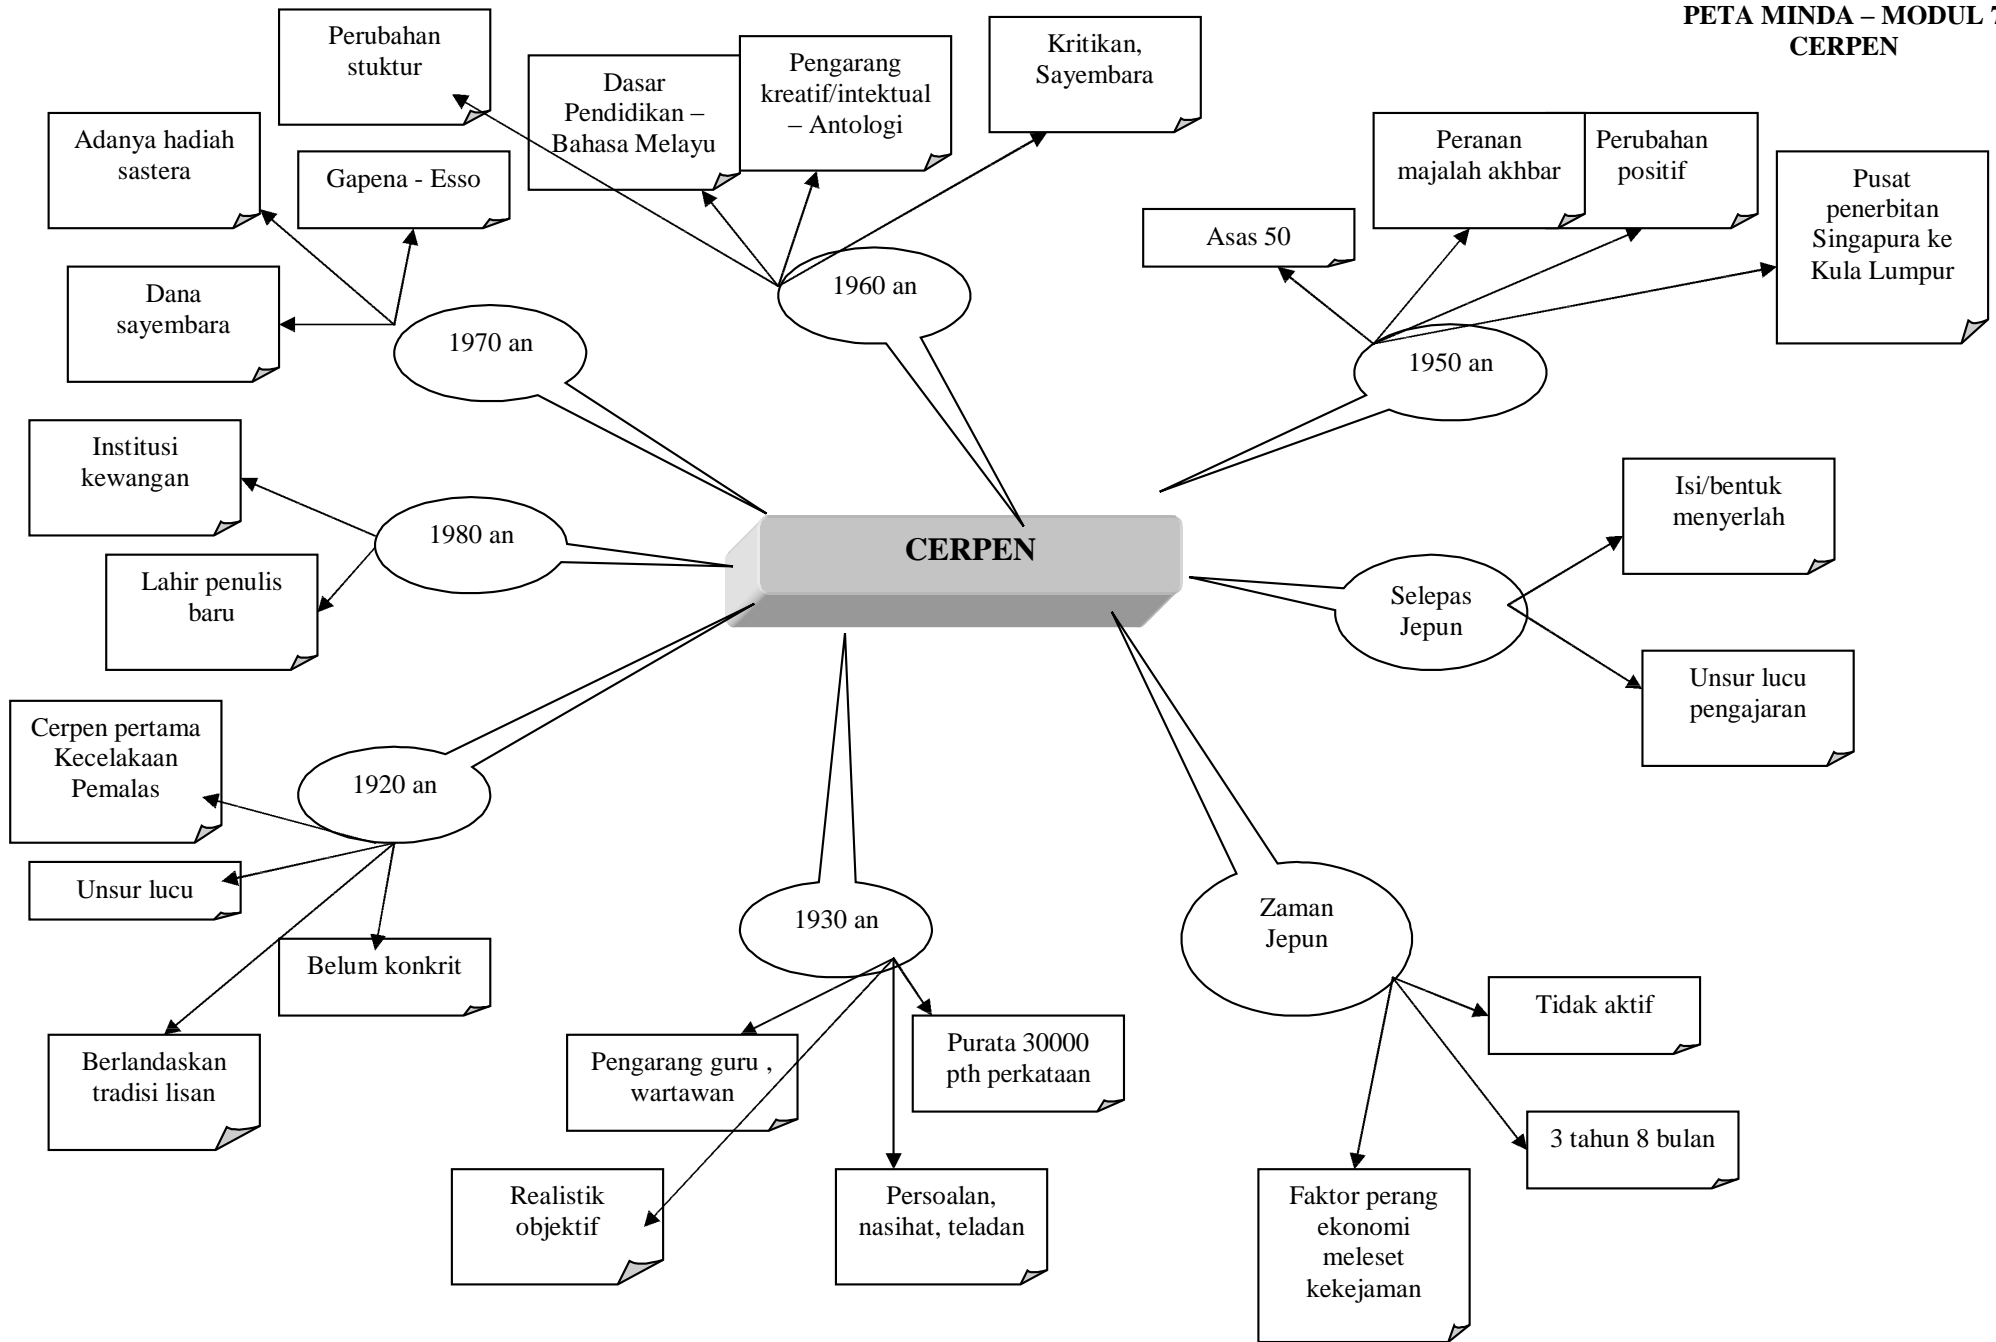 PETA MINDA – MODUL 7
CERPEN
Perubahan
stuktur
Dasar
Pendidikan –
Bahasa Melayu
Pengarang
kreatif/intektual
– Antologi
Kritikan,
Sayembara
Adanya hadiah
sastera
Gapena - Esso
Dana
sayembara
1970 an
1960 an
Asas 50
Peranan
majalah akhbar
Perubahan
positif
Pusat
penerbitan
Singapura ke
Kula Lumpur
1950 an
Institusi
kewangan
1980 an
Lahir penulis
baru
CERPEN
Isi/bentuk
menyerlah
Selepas
Jepun
Unsur lucu
pengajaran
Cerpen pertama
Kecelakaan
Pemalas
1920 an
Unsur lucu
Belum konkrit
Berlandaskan
tradisi lisan
1930 an
Pengarang guru ,
wartawan
Purata 30000
pth perkataan
Realistik
objektif
Persoalan,
nasihat, teladan
Zaman
Jepun
Tidak aktif
3 tahun 8 bulan
Faktor perang
ekonomi
meleset
kekejaman